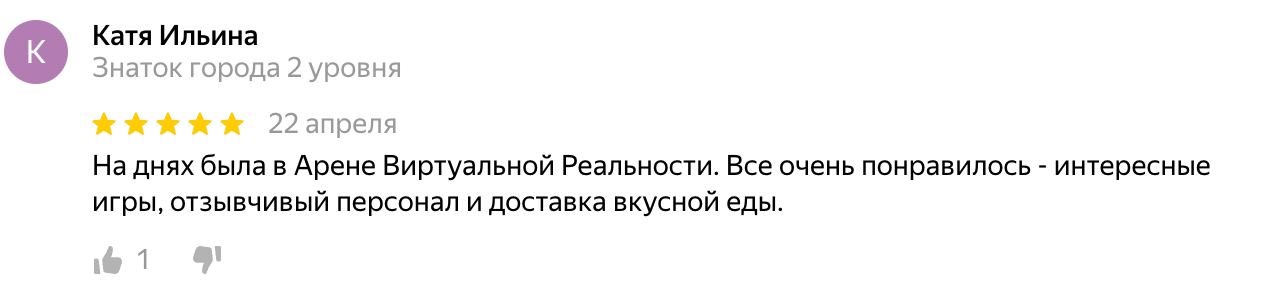 К
Катя Ильина
Знаток города 2 уровня
22 апреля
На днях была в Арене Виртуальной Реальности. Все очень понравилось - интересные
игры, отзывчивый персонал и доставка вкусной еды.
1